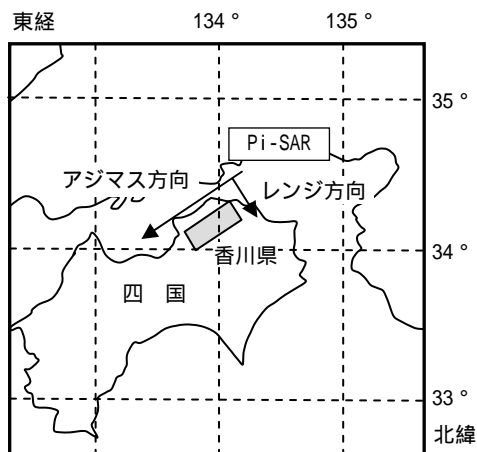 東経
134 °
135 °
35 °
Pi-SAR
アジマス方向
レンジ方向
香川県
34 °
四 国
33 °
北緯